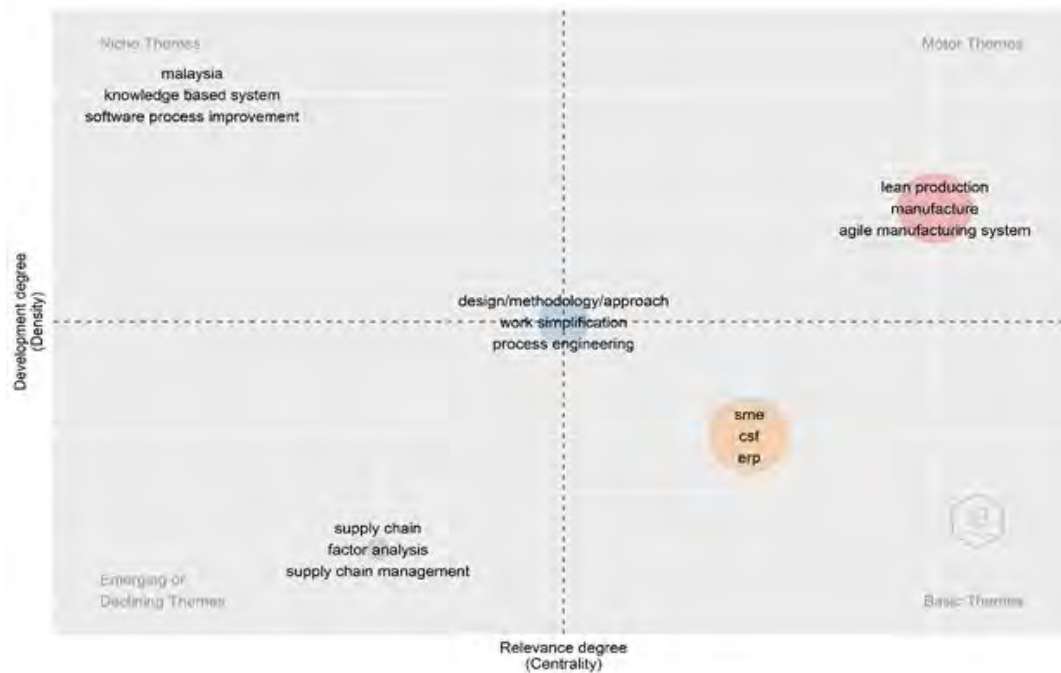 Niche Themes
Motor Themes
malaysia
knowledge based system
software process improvement
lean production
manufacture
agile manufacturing system
Development degree
(Density)
design/methodology/approach
work simplification
process engineering
sme
csf
erp
supply chain
factor analysis
supply chain management
Emerging or
Declining Themes
Basic Themes
Relevance degree
(Centrality)